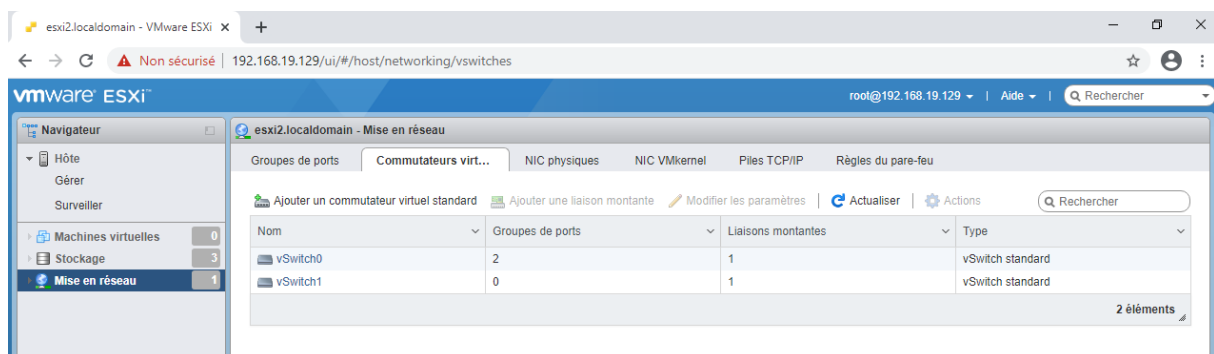 esxi2.localdomain - VMware ESXi
Non sécurisé | 192.168.19.129/ui/#/host/networking/vswitches
vmware ESXi™
root@192.168.19.129 | Aide | Rechercher
Navigateur
Hôte
Gérer
Surveiller
Machines virtuelles 0
Stockage 3
Mise en réseau 1
esxi2.localdomain - Mise en réseau
Groupes de ports Commutateurs virt... NIC physiques NIC VMkernel Piles TCP/IP Règles du pare-feu
Ajouter un commutateur virtuel standard Ajouter une liaison montante Modifier les paramètres | Actualiser | Actions Rechercher
Nom Groupes de ports Liaisons montantes Type
vSwitch0 2 1 vSwitch standard
vSwitch1 0 1 vSwitch standard
2 éléments